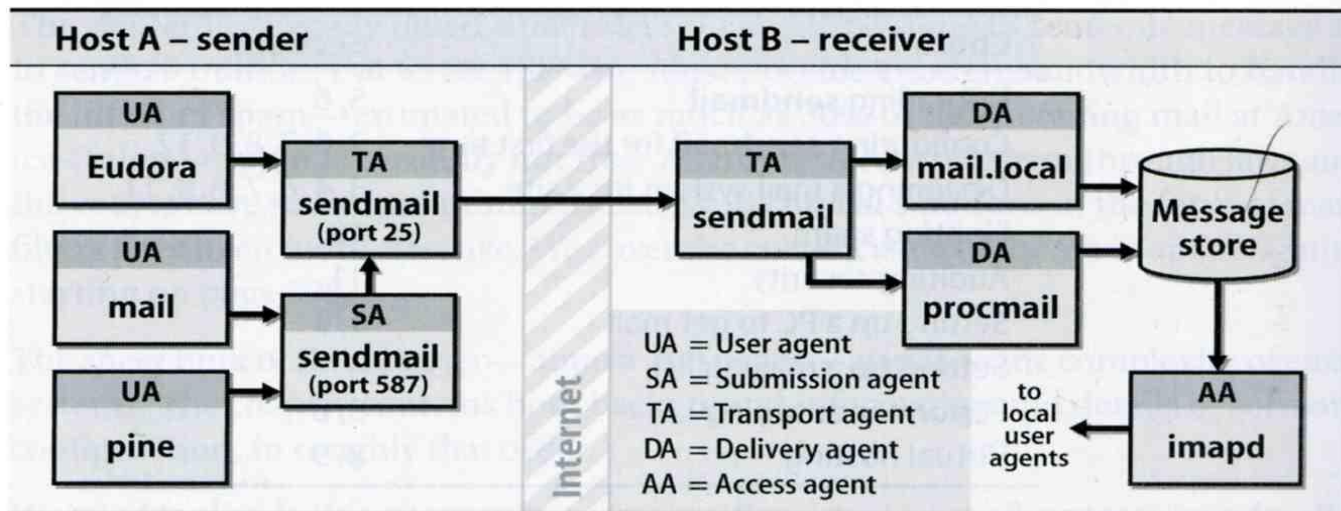 Host A – sender
Host B – receiver
UA
Eudora
UA
mail
UA
pine
TA
sendmail
(port 25)
SA
sendmail
(port 587)
Internet
TA
sendmail
DA
mail.local
DA
procmail
Message
store
AA
imapd
to
local
user
agents
UA = User agent
SA = Submission agent
TA = Transport agent
DA = Delivery agent
AA = Access agent